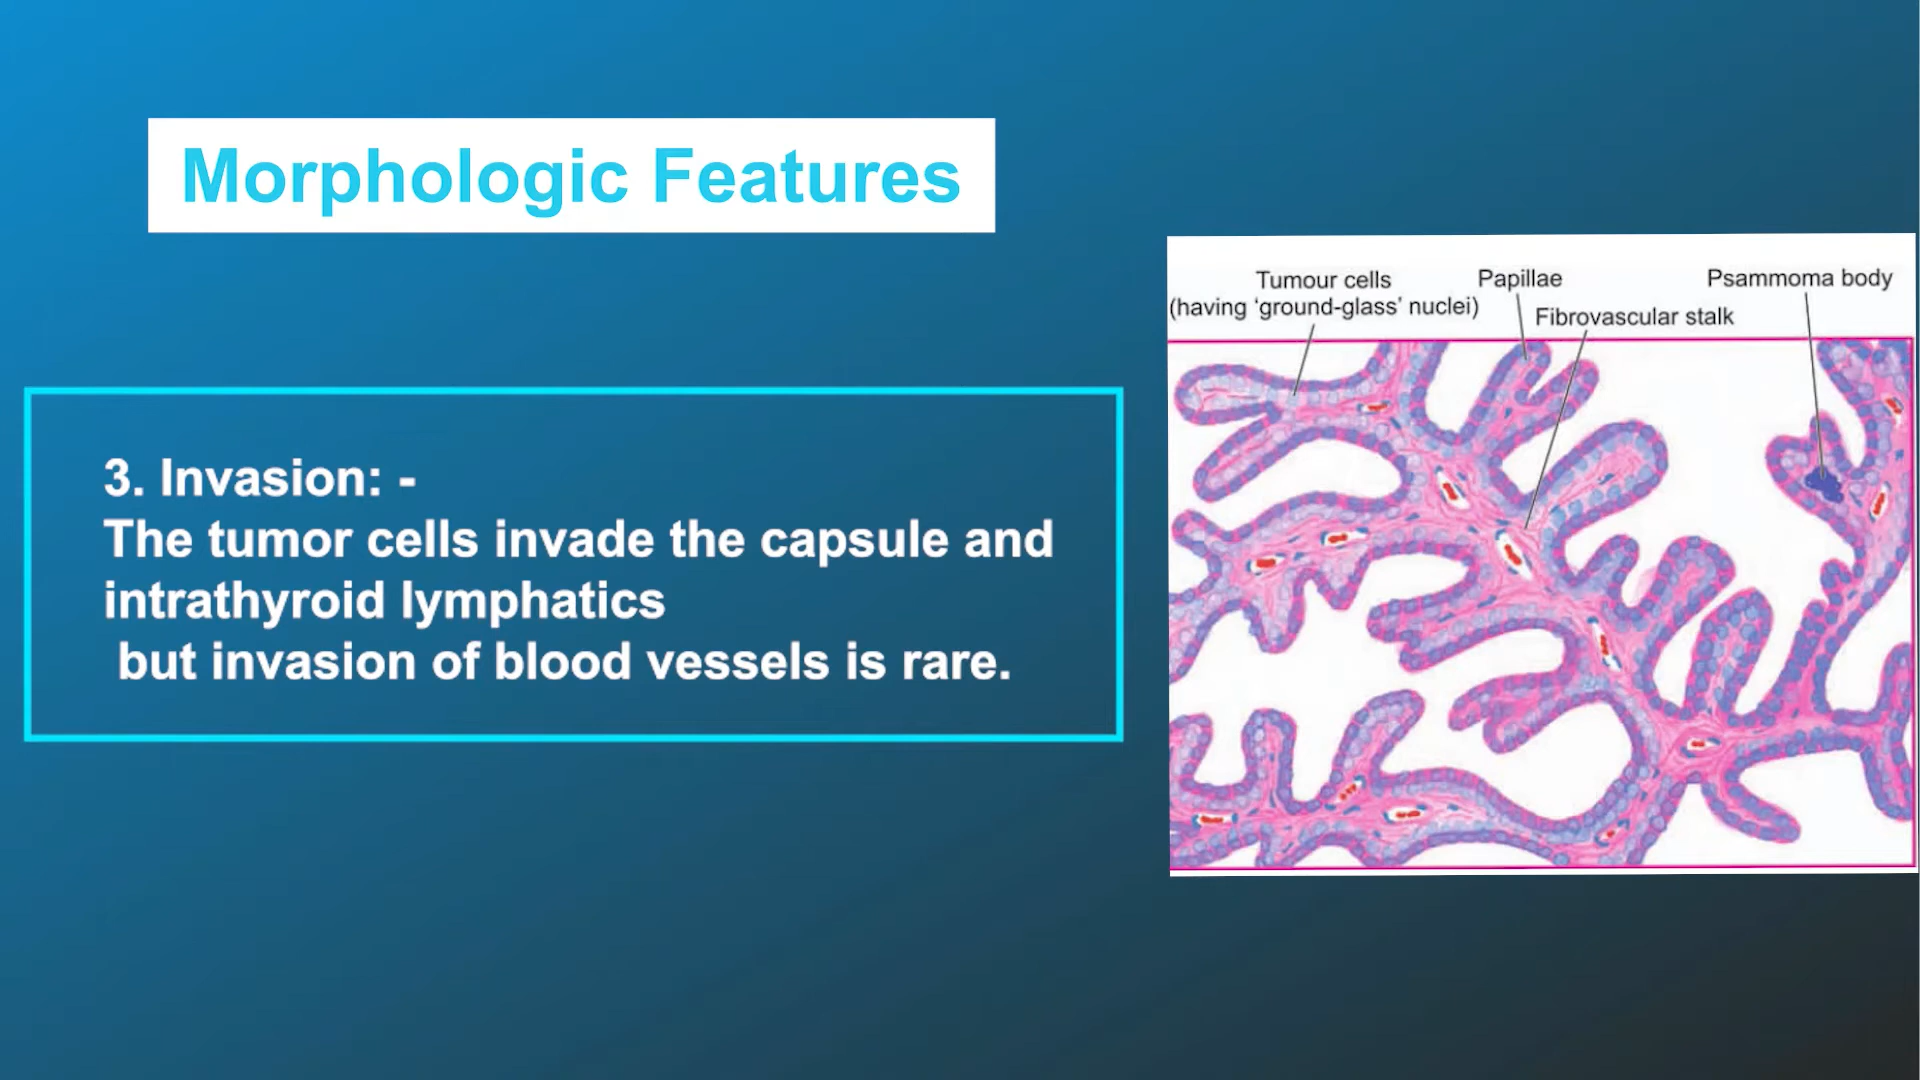 Morphologic Features
3. Invasion: -
The tumor cells invade the capsule and
intrathyroid lymphatics
but invasion of blood vessels is rare.
Tumour cells
(having ‘ground-glass’ nuclei)
Papillae
Fibrovascular stalk
Psammoma body